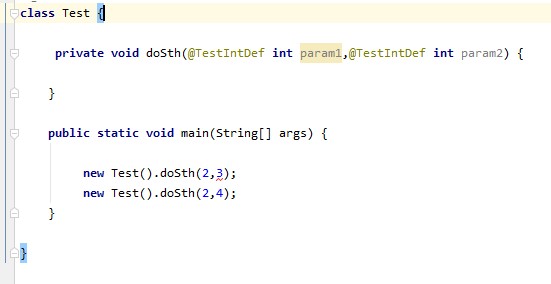 class Test {
private void doSth(@TestIntDef int param1,@TestIntDef int param2) {
}
public static void main(String[] args) {
new Test().doSth(2,3);
new Test().doSth(2,4);
}
}